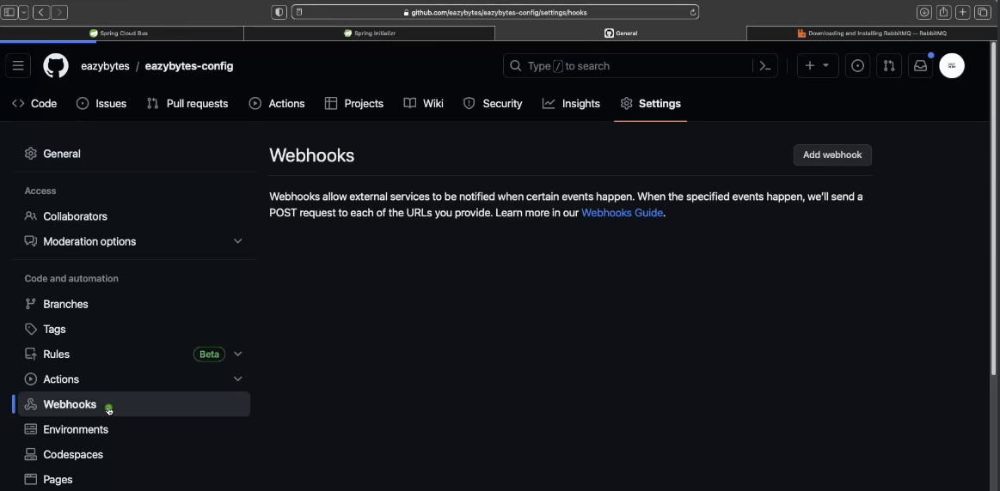 github.com/eazybytes/eazybytes-config/settings/hooks
Spring Cloud Bus
Spring Initializr
General
Downloading and Installing RabbitMQ — RabbitMQ
eazybytes / eazybytes-config
Type / to search
Code
Issues
Pull requests
Actions
Projects
Wiki
Security
Insights
Settings
General
Access
Collaborators
Moderation options
Code and automation
Branches
Tags
Rules
Beta
Actions
Webhooks
Environments
Codespaces
Pages
Webhooks
Add webhook
Webhooks allow external services to be notified when certain events happen. When the specified events happen, we'll send a
POST request to each of the URLs you provide. Learn more in our Webhooks Guide.